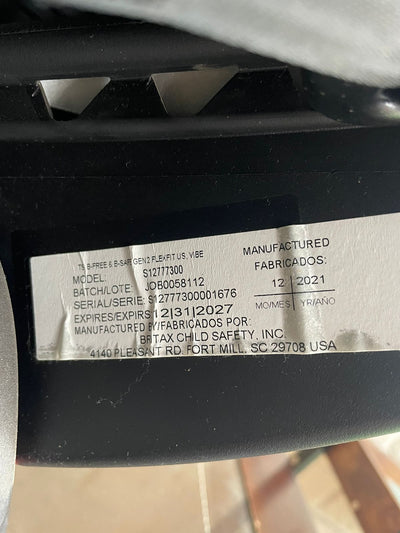 TS B-FREE & B-SAFE GEN2 FLEXFIT US, VIBE
MODEL: S12777300
BATCH/LOTE: JOB0058112
SERIAL/SERIE: S12777300001676
EXPIRES/EXPIRS 12|31|2027
MANUFACTURED BY/FABRICADOS POR:
BRITAX CHILD SAFETY, INC.
4140 PLEASANT RD. FORT MILL, SC 29708 USA
MANUFACTURED
FABRICADOS:
12 | 2021
MO/MES YR/AÑO